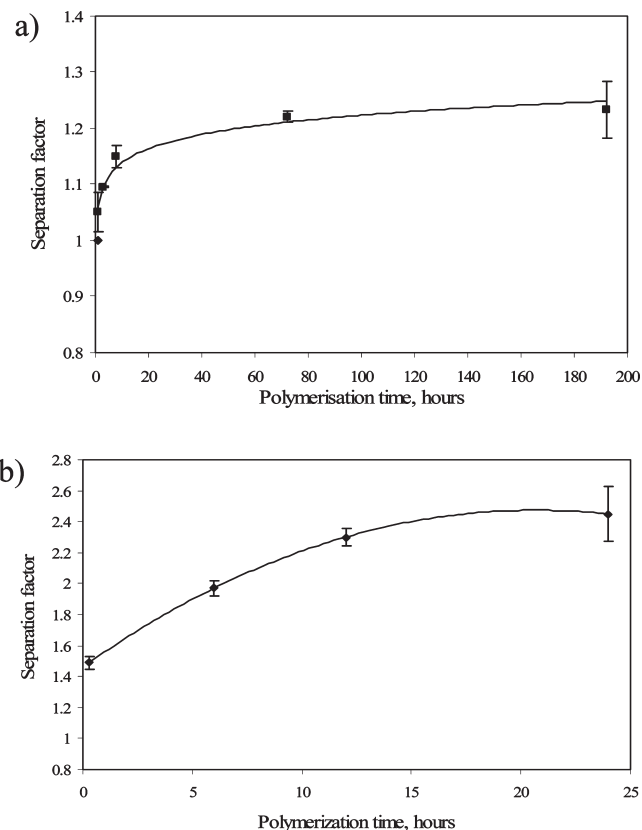 a)
1.4
1.3
1.2
1.1
1
0.9
0.8
Separation factor
0 20 40 60 80 100 120 140 160 180 200
Polymerisation time, hours
b)
2.8
2.6
2.4
2.2
2
1.8
1.6
1.4
1.2
1
0.8
Separation factor
0 5 10 15 20 25
Polymerization time, hours